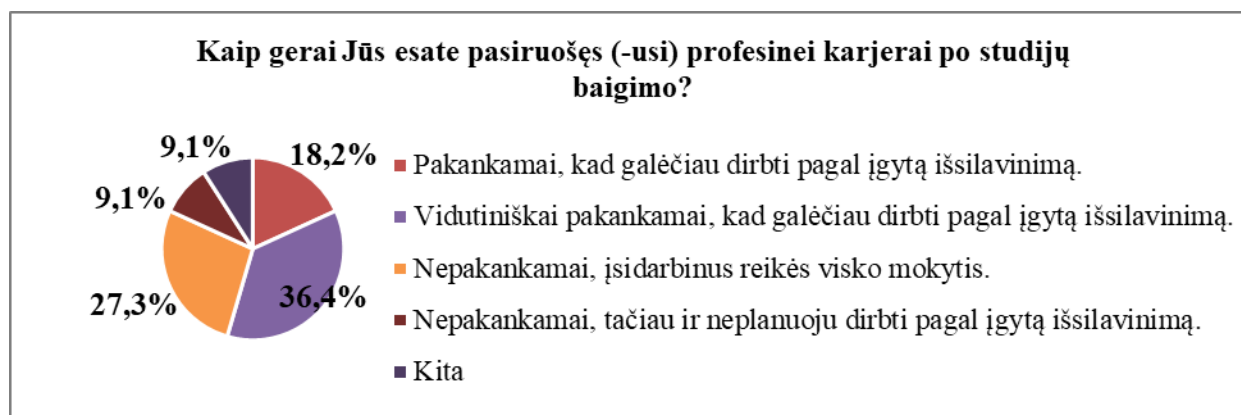 Kaip gerai Jūs esate pasiruošęs (-usi) profesinei karjerai po studijų
baigimo?
9,1%
18,2%
9,1%
27,3%
36,4%
Pakankamai, kad galėčiau dirbti pagal įgytą išsilavinimą.
Vidutiniškai pakankamai, kad galėčiau dirbti pagal įgytą išsilavinimą.
Nepakankamai, įsidarbinus reikės visko mokytis.
Nepakankamai, tačiau ir neplanuoju dirbti pagal įgytą išsilavinimą.
Kita